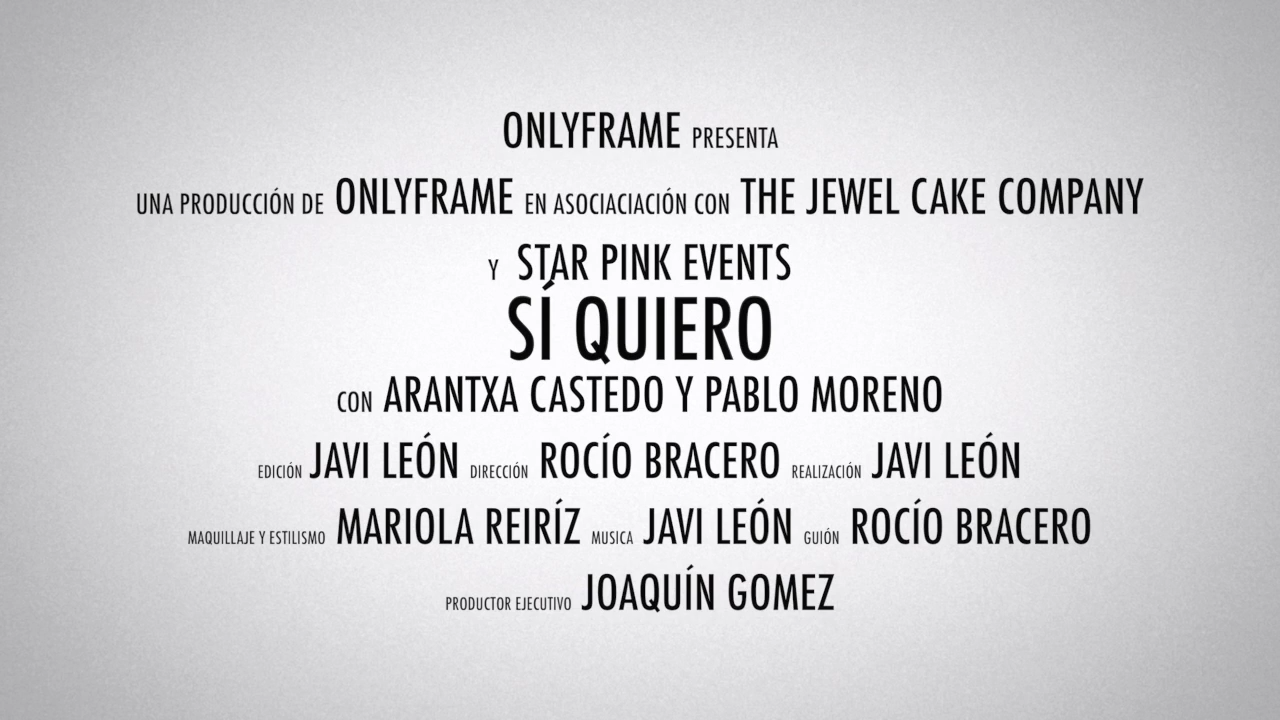 ONLYFRAME PRESENTA
UNA PRODUCCIÓN DE ONLYFRAME EN ASOCIACIACIÓN CON THE JEWEL CAKE COMPANY
Y STAR PINK EVENTS
SÍ QUIERO
CON ARANTXA CASTEDO Y PABLO MORENO
EDICIÓN JAVI LEÓN DIRECCIÓN ROCÍO BRACERO REALIZACIÓN JAVI LEÓN
MAQUILLAJE Y ESTILISMO MARIOLA REIRÍZ MUSICA JAVI LEÓN GUIÓN ROCÍO BRACERO
PRODUCTOR EJECUTIVO JOAQUÍN GOMEZ